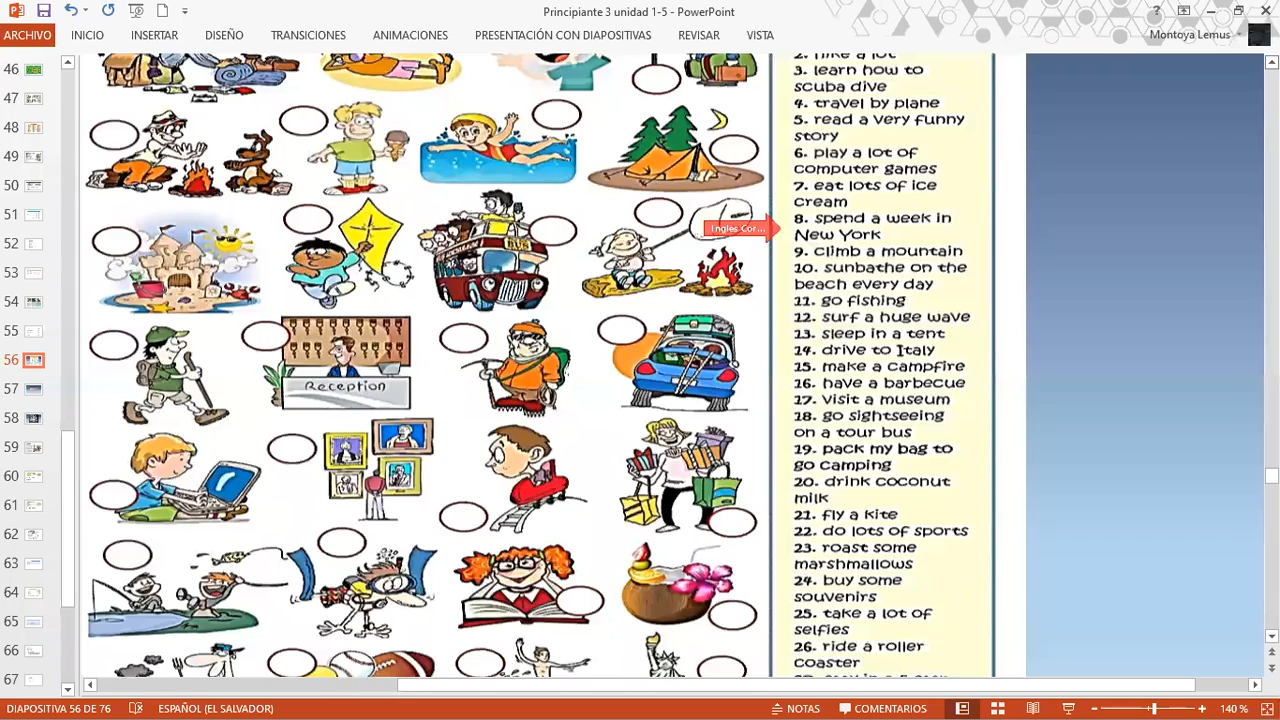 Principiante 3 unidad 1-5 - PowerPoint
ARCHIVO INICIO INSERTAR DISEÑO TRANSICIONES ANIMACIONES PRESENTACIÓN CON DIAPOSITIVAS REVISAR VISTA Montoya Lemus
46
47
48
49
50
51
52
53
54
55
56
57
58
59
60
61
62
63
64
65
66
67
BUS
Reception
Ingles Cor...
2. hike a lot
3. learn how to
scuba dive
4. travel by plane
5. read a very funny
story
6. play a lot of
computer games
7. eat lots of ice
cream
8. spend a week in
New York
9. climb a mountain
10. sunbathe on the
beach every day
11. go fishing
12. surf a huge wave
13. sleep in a tent
14. drive to Italy
15. make a campfire
16. have a barbecue
17. visit a museum
18. go sightseeing
on a tour bus
19. pack my bag to
go camping
20. drink coconut
milk
21. fly a kite
22. do lots of sports
23. roast some
marshmallows
24. buy some
souvenirs
25. take a lot of
selfies
26. ride a roller
coaster
DIAPOSITIVA 56 DE 76 ESPAÑOL (EL SALVADOR) NOTAS COMENTARIOS 140 %